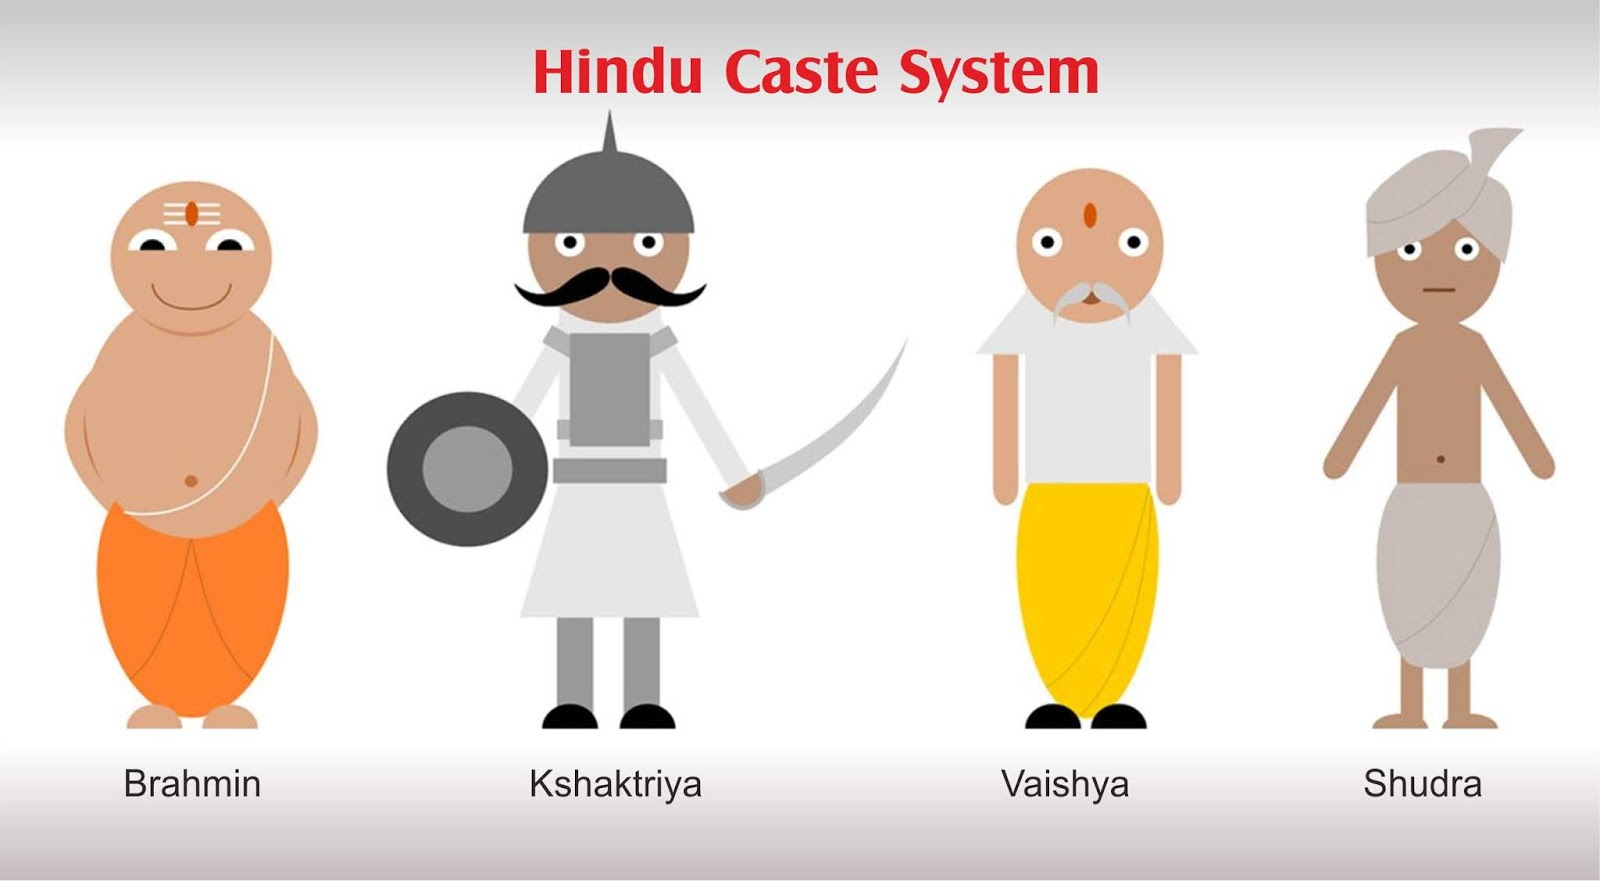 Hindu Caste System
Brahmin
Kshaktriya
Vaishya
Shudra